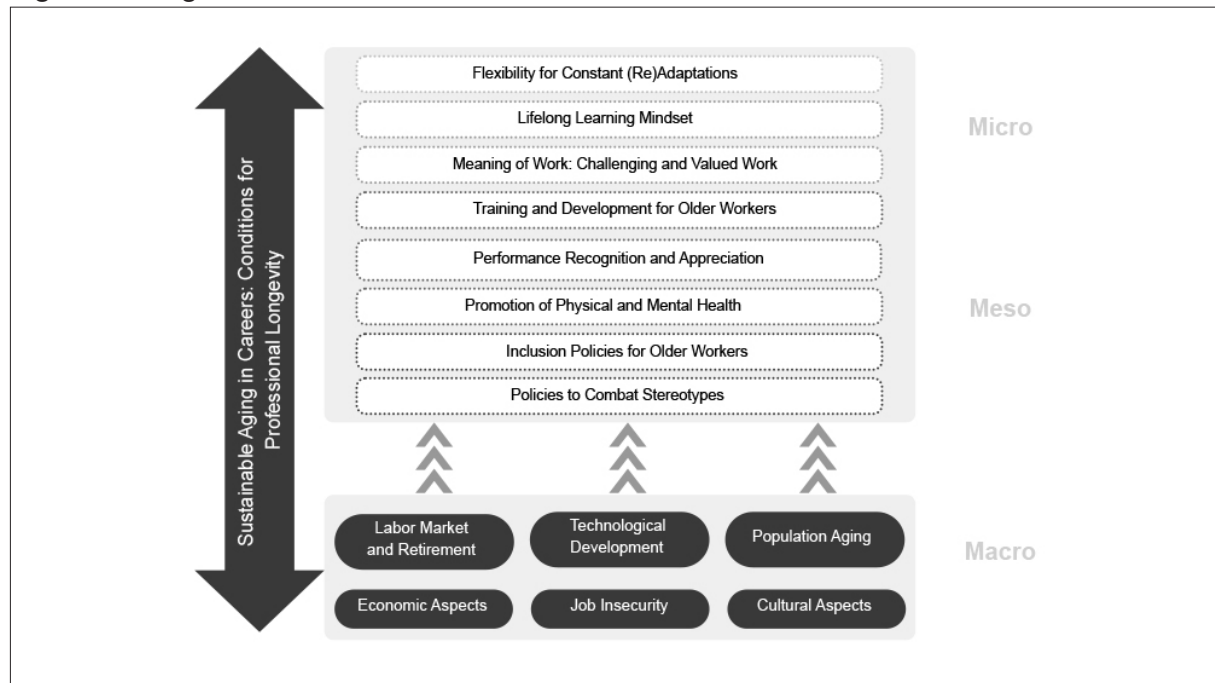 Sustainable Aging in Careers: Conditions for
Professional Longevity
Flexibility for Constant (Re)Adaptations
Lifelong Learning Mindset
Meaning of Work: Challenging and Valued Work
Training and Development for Older Workers
Performance Recognition and Appreciation
Promotion of Physical and Mental Health
Inclusion Policies for Older Workers
Policies to Combat Stereotypes
Micro
Meso
Labor Market
and Retirement
Technological
Development
Population Aging
Economic Aspects
Job Insecurity
Cultural Aspects
Macro